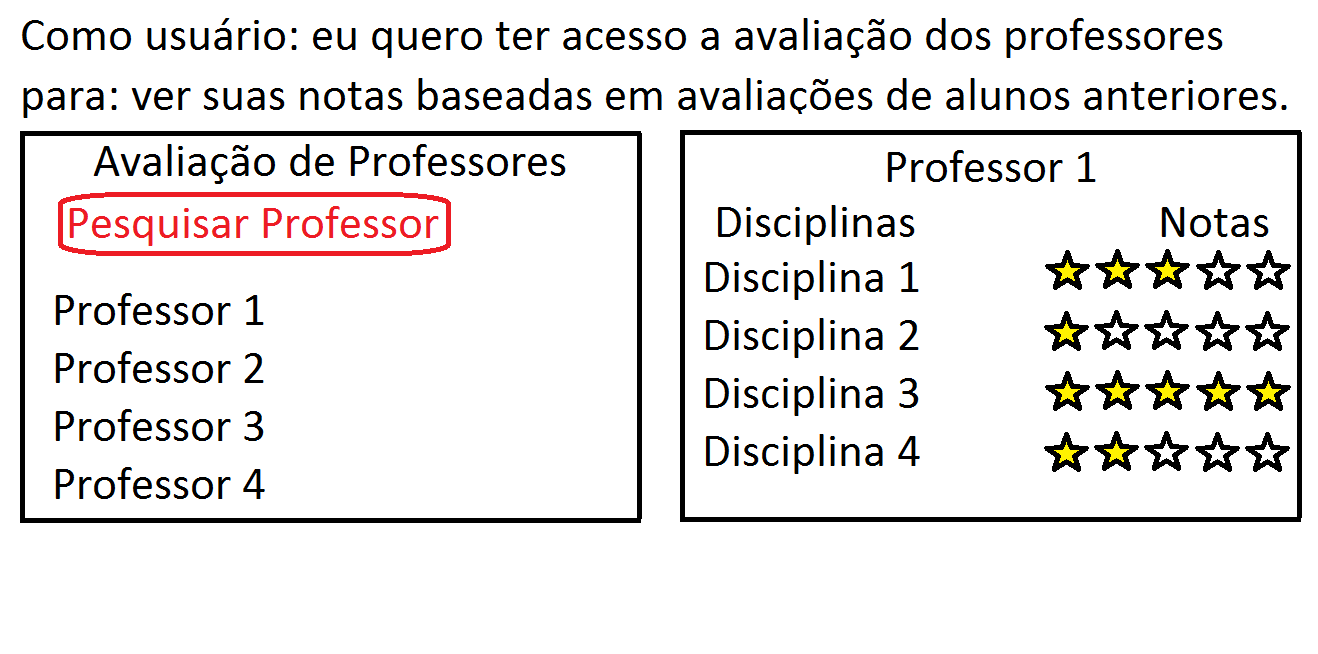 Como usuário: eu quero ter acesso a avaliação dos professores
para: ver suas notas baseadas em avaliações de alunos anteriores.
Avaliação de Professores
Pesquisar Professor
Professor 1
Professor 2
Professor 3
Professor 4
Professor 1
Disciplinas Notas
Disciplina 1
Disciplina 2
Disciplina 3
Disciplina 4